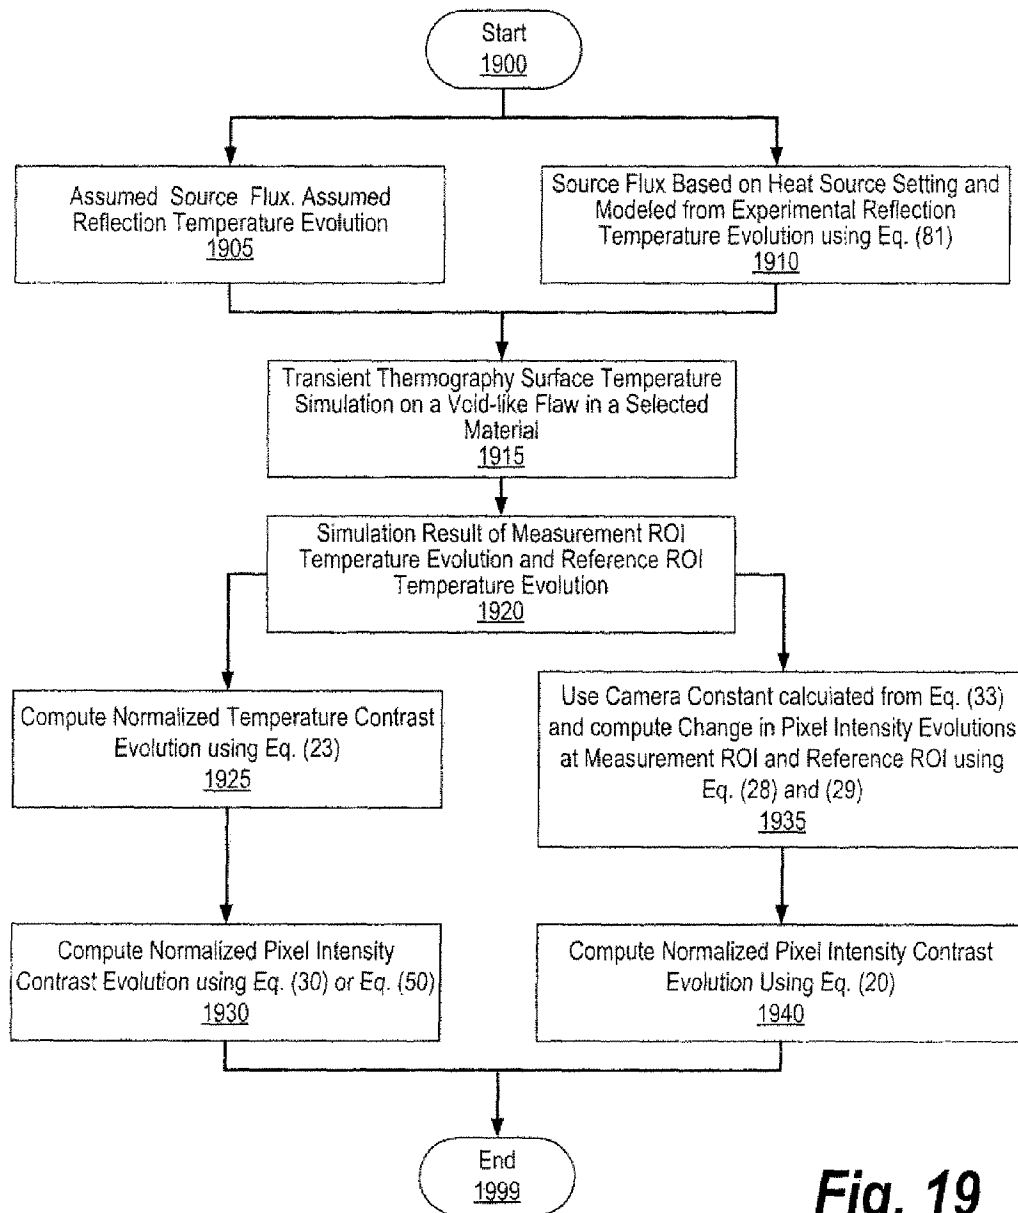 Start
1900
Assumed Source Flux. Assumed
Reflection Temperature Evolution
1905
Source Flux Based on Heat Source Setting and
Modeled from Experimental Reflection
Temperature Evolution using Eq. (81)
1910
Transient Thermography Surface Temperature
Simulation on a Void-like Flaw in a Selected
Material
1915
Simulation Result of Measurement ROI
Temperature Evolution and Reference ROI
Temperature Evolution
1920
Compute Normalized Temperature Contrast
Evolution using Eq. (23)
1925
Use Camera Constant calculated from Eq. (33)
and compute Change in Pixel Intensity Evolutions
at Measurement ROI and Reference ROI using
Eq. (28) and (29)
1935
Compute Normalized Pixel Intensity
Contrast Evolution using Eq. (30) or Eq. (50)
1930
Compute Normalized Pixel Intensity Contrast
Evolution Using Eq. (20)
1940
End
1999
Fig. 19